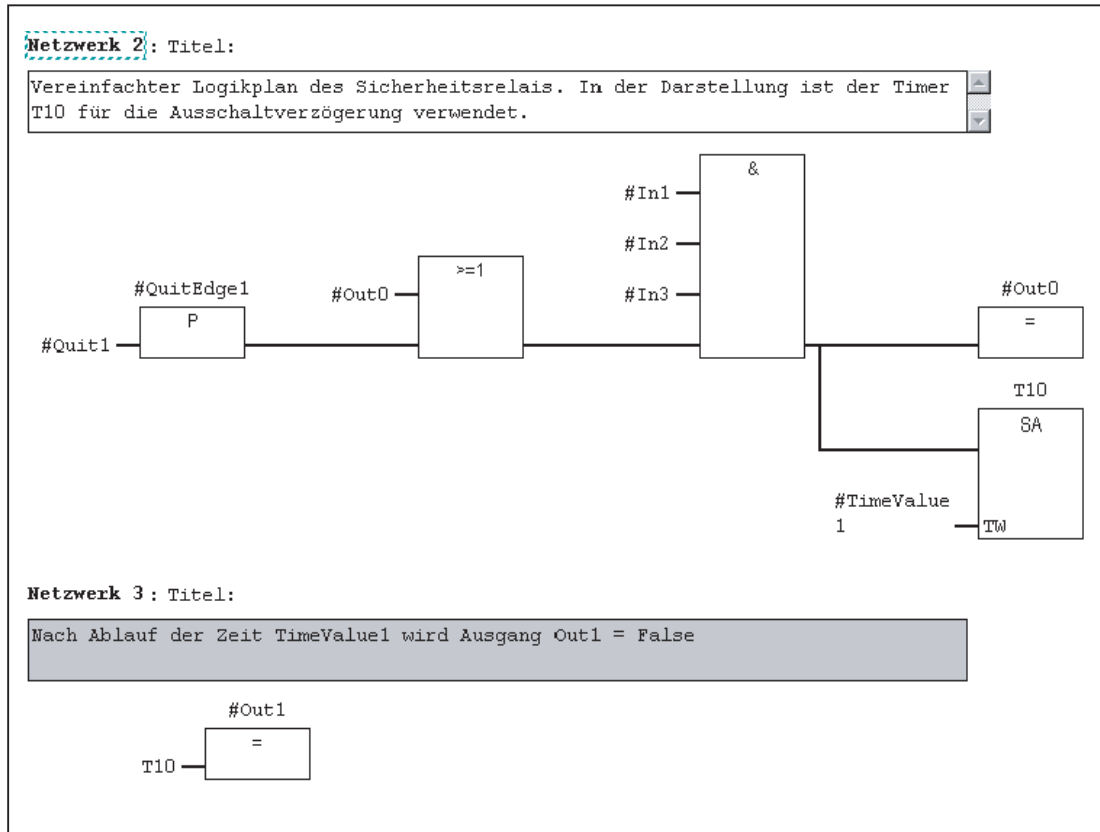 Netzwerk 2: Titel:
Vereinfachter Logikplan des Sicherheitsrelais. In der Darstellung ist der Timer
T10 für die Ausschaltverzögerung verwendet.
&
#In1
#In2
#In3
>=1
#Out0
#QuitEdge1
P
#Quit1
#Out0
=
T10
SA
#TimeValue
1
TW
Netzwerk 3: Titel:
Nach Ablauf der Zeit TimeValue1 wird Ausgang Out1 = False
#Out1
=
T10